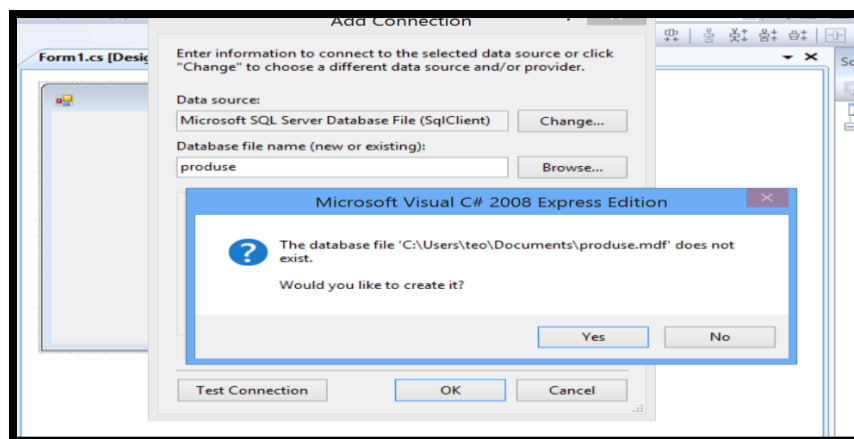 Add Connection
Form1.cs [Desig
Enter information to connect to the selected data source or click
"Change" to choose a different data source and/or provider.
Data source:
Microsoft SQL Server Database File (SqlClient)
Change...
Database file name (new or existing):
produse
Browse...
Microsoft Visual C# 2008 Express Edition
The database file 'C:\Users\teo\Documents\produse.mdf' does not
exist.
Would you like to create it?
Yes
No
Test Connection
OK
Cancel
So